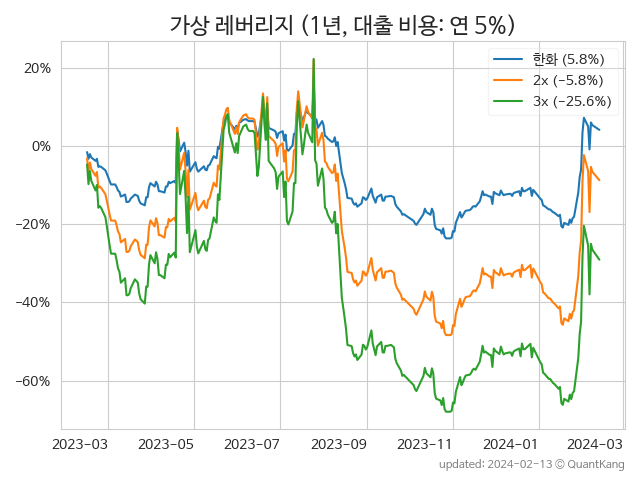 가상 레버리지 (1년, 대출 비용: 연 5%)
한화 (5.8%)
2x (−5.8%)
3x (−25.6%)
20%
0%
−20%
−40%
−60%
2023−03 2023−05 2023−07 2023−09 2023−11 2024−01 2024−03
updated: 2024-02-13 ⓒ QuantKang